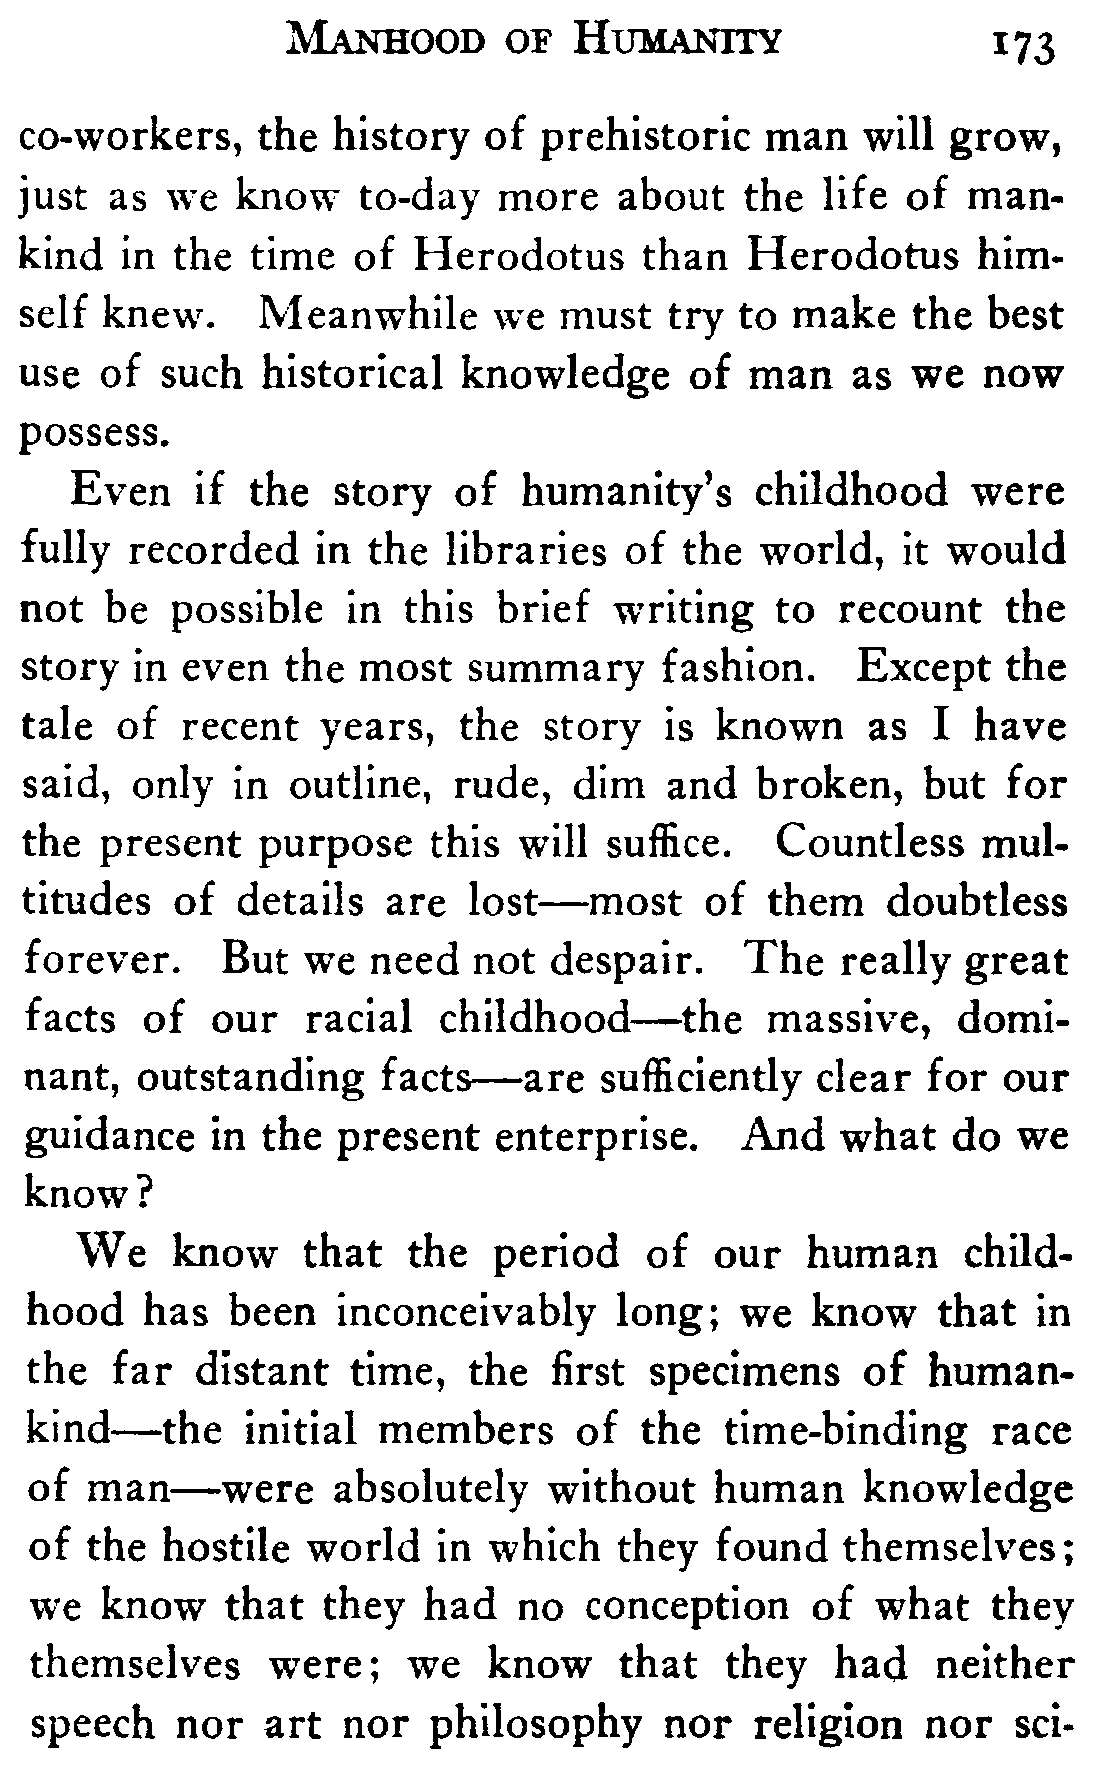 MANHOOD OF HUMANITY 173
co-workers, the history of prehistoric man will grow,
just as we know to-day more about the life of man-
kind in the time of Herodotus than Herodotus him-
self knew. Meanwhile we must try to make the best
use of such historical knowledge of man as we now
possess.
Even if the story of humanity's childhood were
fully recorded in the libraries of the world, it would
not be possible in this brief writing to recount the
story in even the most summary fashion. Except the
tale of recent years, the story is known as I have
said, only in outline, rude, dim and broken, but for
the present purpose this will suffice. Countless mul-
titudes of details are lost—most of them doubtless
forever. But we need not despair. The really great
facts of our racial childhood—the massive, domi-
nant, outstanding facts—are sufficiently clear for our
guidance in the present enterprise. And what do we
know?
We know that the period of our human child-
hood has been inconceivably long; we know that in
the far distant time, the first specimens of human-
kind—the initial members of the time-binding race
of man—were absolutely without human knowledge
of the hostile world in which they found themselves;
we know that they had no conception of what they
themselves were; we know that they had neither
speech nor art nor philosophy nor religion nor sci-